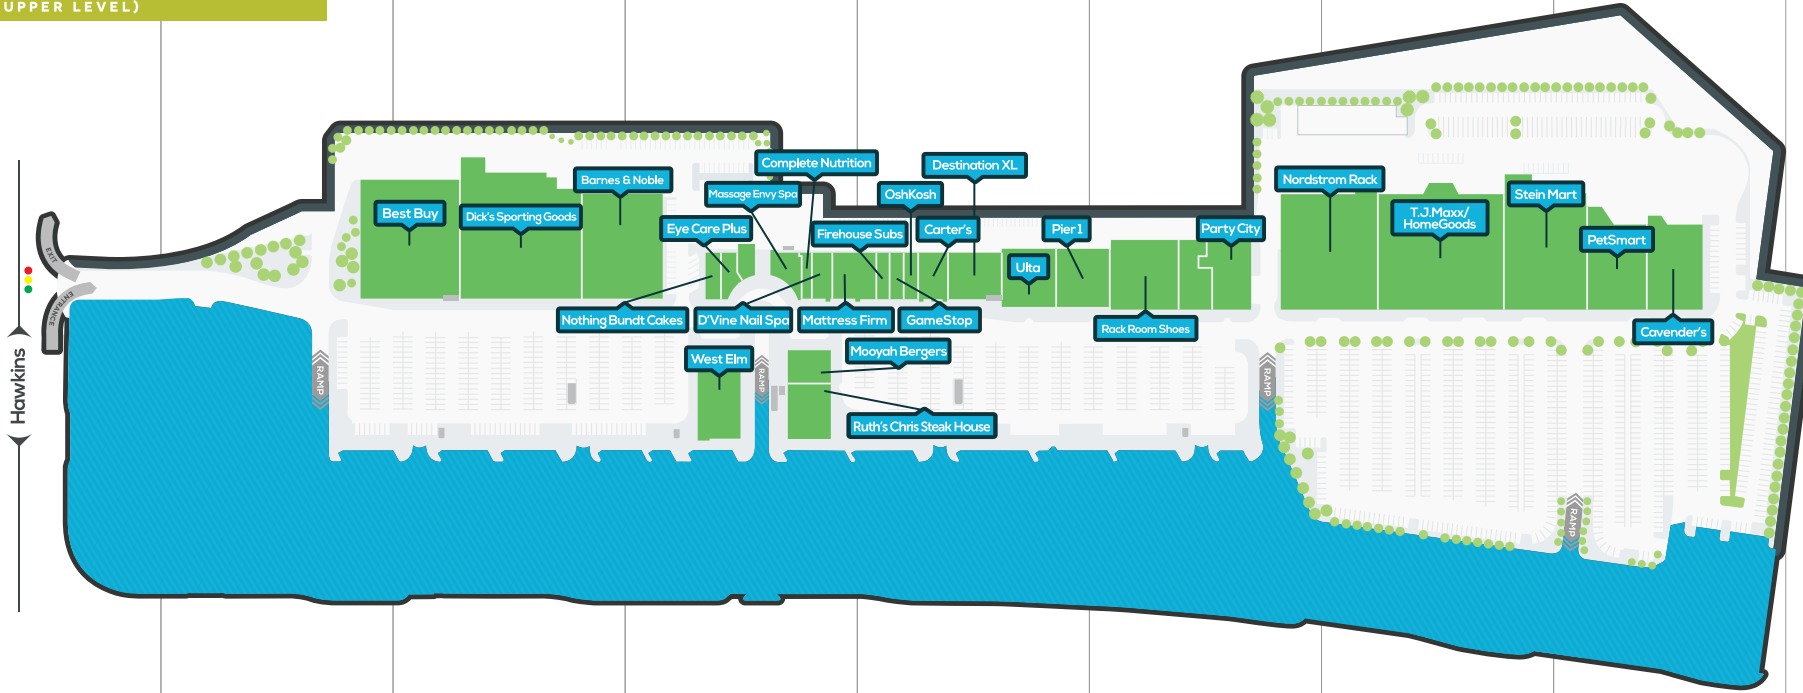 UPPER LEVEL)
Complete Nutrition
Destination XL
Barnes & Noble
Massage Envy Spa
OshKosh
Nordstrom Rack
Stein Mart
Best Buy
Dick's Sporting Goods
Eye Care Plus
Firehouse Subs
Carter's
Pier 1
Party City
T.J.Maxx/
HomeGoods
PetSmart
EXIT
Ulta
ENTRANCE
Nothing Bundt Cakes
D'Vine Nail Spa
Mattress Firm
GameStop
Rack Room Shoes
Cavender's
West Elm
Mooyah Bergers
RAMP
RAMP
RAMP
Hawkins
Ruth's Chris Steak House
RAMP